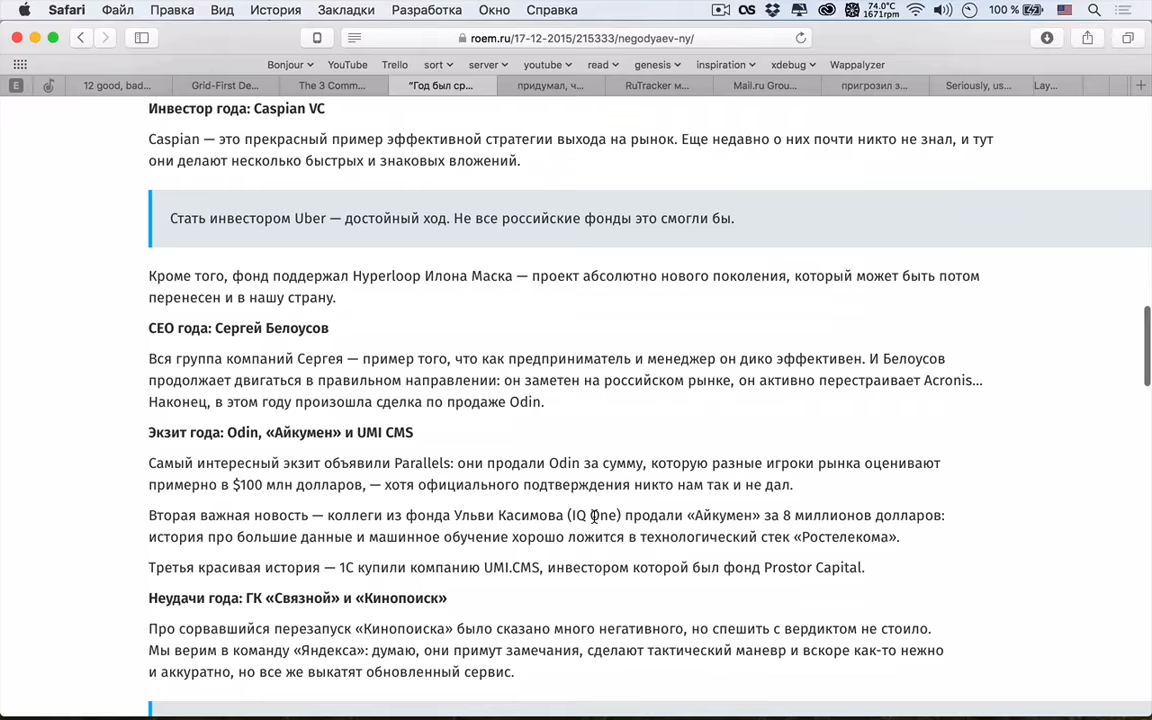 Safari Файл Правка Вид История Закладки Разработка Окно Справка 74.0°C 1671rpm 100 %
roem.ru/17-12-2015/215333/negodyaev-ny/
Bonjour YouTube Trello sort server youtube read genesis inspiration xdebug Wappalyzer
12 good, bad... Grid-First De... The 3 Comm... "Год был ср... придумал, ч... RuTracker м... Mail.ru Grou... пригрозил з... Seriously, us... Lay...
Инвестор года: Caspian VC
Caspian — это прекрасный пример эффективной стратегии выхода на рынок. Еще недавно о них почти никто не знал, и тут
они делают несколько быстрых и знаковых вложений.
Стать инвестором Uber — достойный ход. Не все российские фонды это смогли бы.
Кроме того, фонд поддержал Hyperloop Илона Маска — проект абсолютно нового поколения, который может быть потом
перенесен и в нашу страну.
CEO года: Сергей Белоусов
Вся группа компаний Сергея — пример того, что как предприниматель и менеджер он дико эффективен. И Белоусов
продолжает двигаться в правильном направлении: он заметен на российском рынке, он активно перестраивает Acronis...
Наконец, в этом году произошла сделка по продаже Odin.
Экзит года: Odin, «Айкумен» и UMI CMS
Самый интересный экзит объявили Parallels: они продали Odin за сумму, которую разные игроки рынка оценивают
примерно в $100 млн долларов, — хотя официального подтверждения никто нам так и не дал.
Вторая важная новость — коллеги из фонда Ульви Касимова (IQ One) продали «Айкумен» за 8 миллионов долларов:
история про большие данные и машинное обучение хорошо ложится в технологический стек «Ростелекома».
Третья красивая история — 1С купили компанию UMI.CMS, инвестором которой был фонд Prostor Capital.
Неудачи года: ГК «Связной» и «Кинопоиск»
Про сорвавшийся перезапуск «Кинопоиска» было сказано много негативного, но спешить с вердиктом не стоило.
Мы верим в команду «Яндекса»: думаю, они примут замечания, сделают тактический маневр и вскоре как-то нежно
и аккуратно, но все же выкатят обновленный сервис.